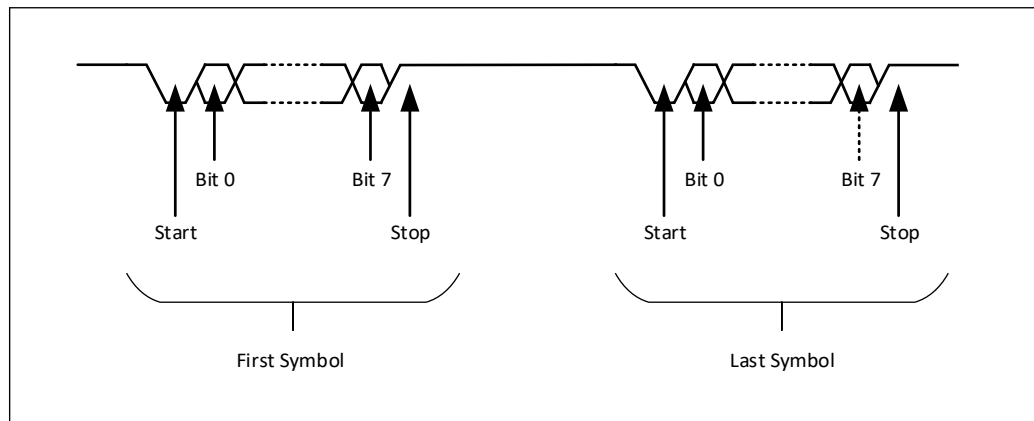 Bit 0 Bit 7 Bit 0 Bit 7
Start Stop Start Stop
First Symbol Last Symbol